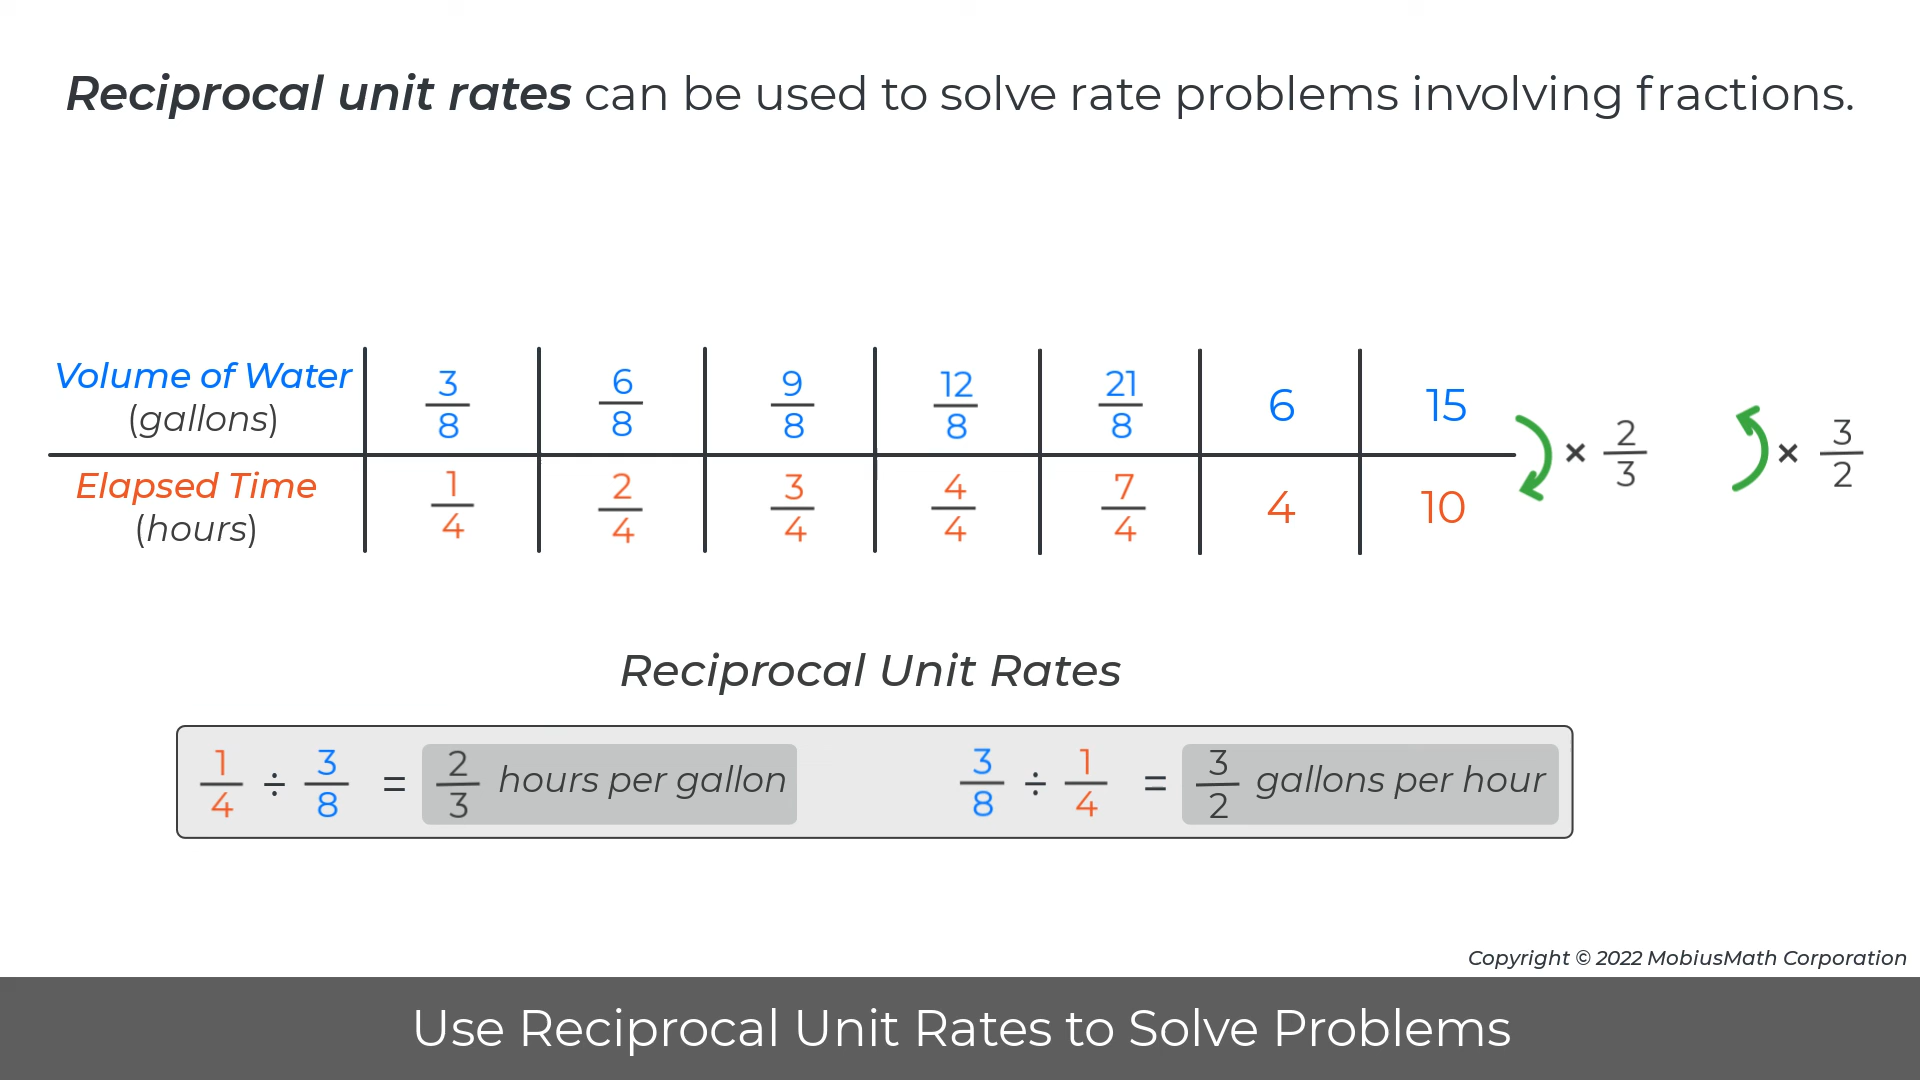 Reciprocal unit rates can be used to solve rate problems involving fractions.
Volume of Water (gallons) 3/8 6/8 9/8 12/8 21/8 6 15
× 2/3 × 3/2
Elapsed Time (hours) 1/4 2/4 3/4 4/4 7/4 4 10
Reciprocal Unit Rates
1/4 ÷ 3/8 = 2/3 hours per gallon 3/8 ÷ 1/4 = 3/2 gallons per hour
Copyright © 2022 MobiusMath Corporation
Use Reciprocal Unit Rates to Solve Problems